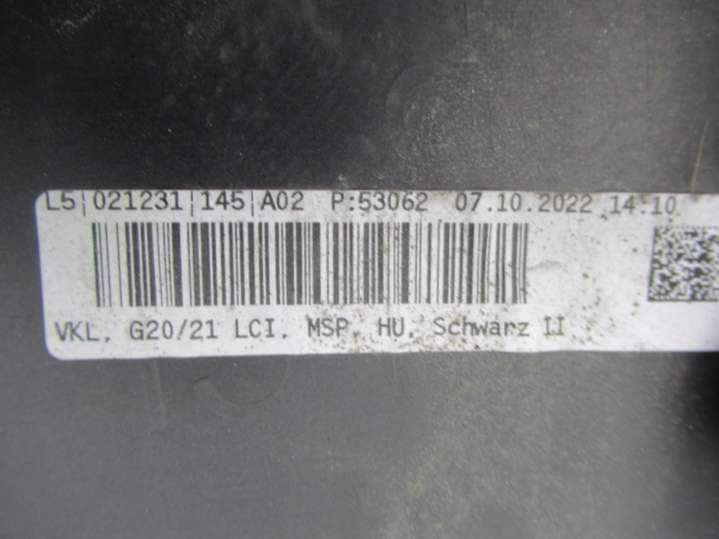 L5|021231|145|A02 P:53062 07.10.2022 14:10
VKL, G20/21 LCI, MSP, HU, Schwarz II